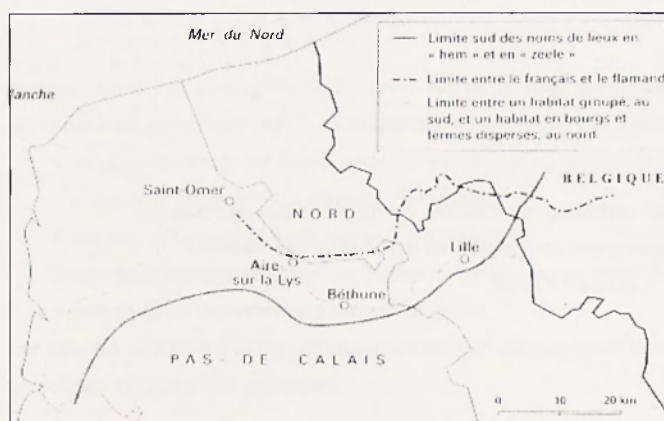 Mer du Nord
Manche
Limite sud des noms de lieux en
« hem » et en « zeele »
Limite entre le français et le flamand
Limite entre un habitat groupé, au
sud, et un habitat en bourgs et
fermes dispersés, au nord.
BELGIQUE
Saint-Omer
NORD
Lille
Aire
sur la Lys
Béthune
PAS-DE CALAIS
0 10 20 km